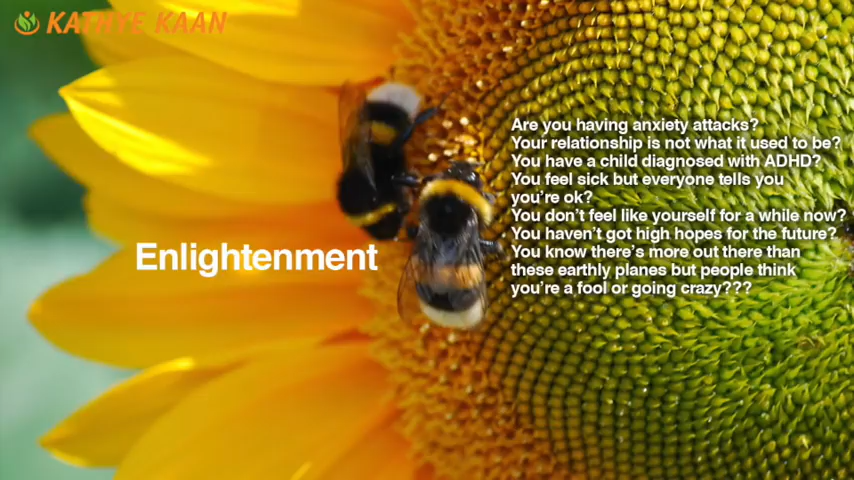 KATHYE KAAN
Are you having anxiety attacks?
Your relationship is not what it used to be?
You have a child diagnosed with ADHD?
You feel sick but everyone tells you
you're ok?
You don't feel like yourself for a while now?
You haven't got high hopes for the future?
You know there's more out there than
these earthly planes but people think
you're a fool or going crazy???
Enlightenment